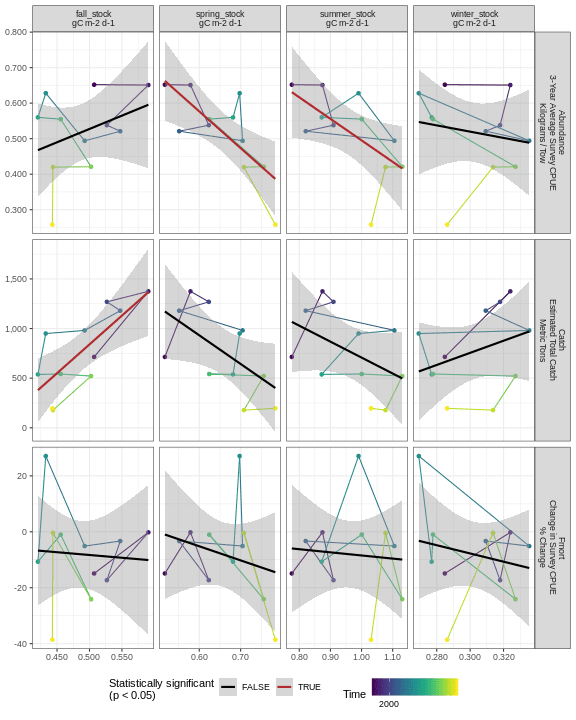 fall_stock
gC m-2 d-1
spring_stock
gC m-2 d-1
summer_stock
gC m-2 d-1
winter_stock
gC m-2 d-1
0.800
0.700
0.600
0.500
0.400
0.300
Abundance
3-Year Average Survey CPUE
Kilograms / Tow
1,500
1,000
500
0
Catch
Estimated Total Catch
Metric Tons
20
0
-20
-40
Fmort
Change in Survey CPUE
% Change
0.450 0.500 0.550
0.60 0.70
0.80 0.90 1.00 1.10
0.280 0.300 0.320
Statistically significant
(p < 0.05)
FALSE
TRUE
Time
2000